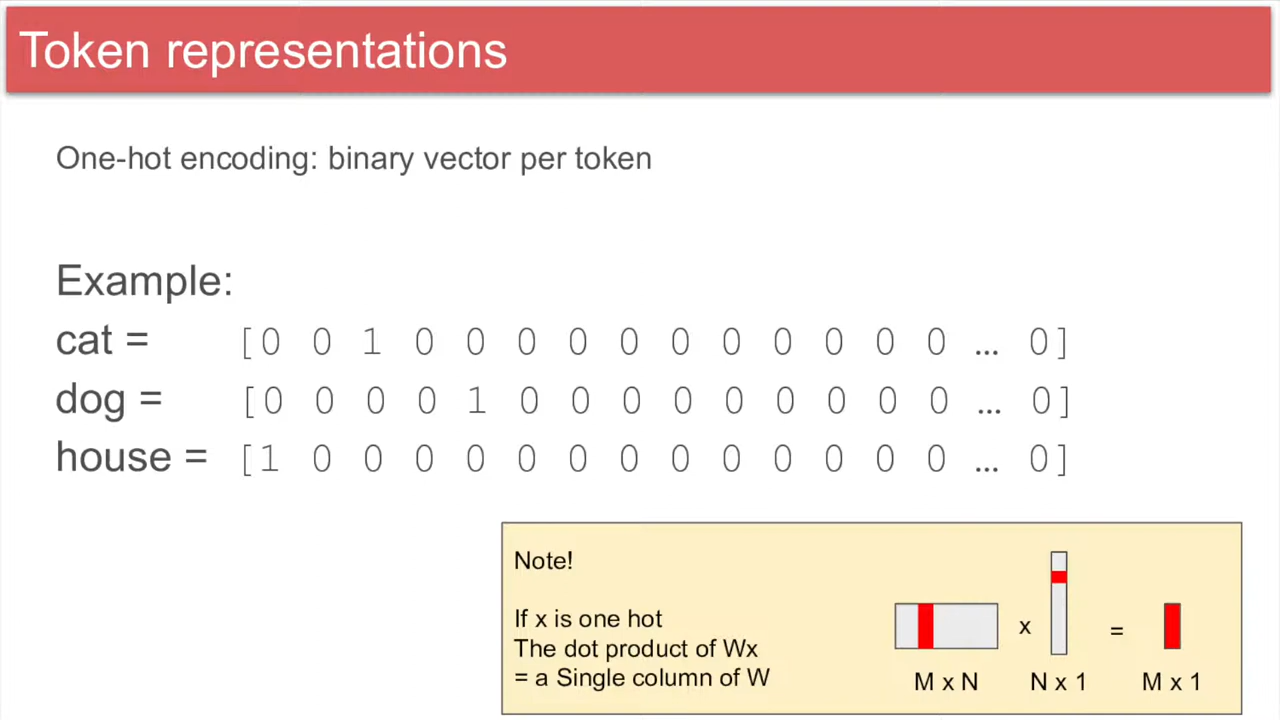 Token representations
One-hot encoding: binary vector per token
Example:
cat = [0 0 1 0 0 0 0 0 0 0 0 0 0 0 … 0]
dog = [0 0 0 0 1 0 0 0 0 0 0 0 0 0 … 0]
house = [1 0 0 0 0 0 0 0 0 0 0 0 0 0 … 0]
Note!
If x is one hot
The dot product of Wx
= a Single column of W
x =
M x N N x 1 M x 1